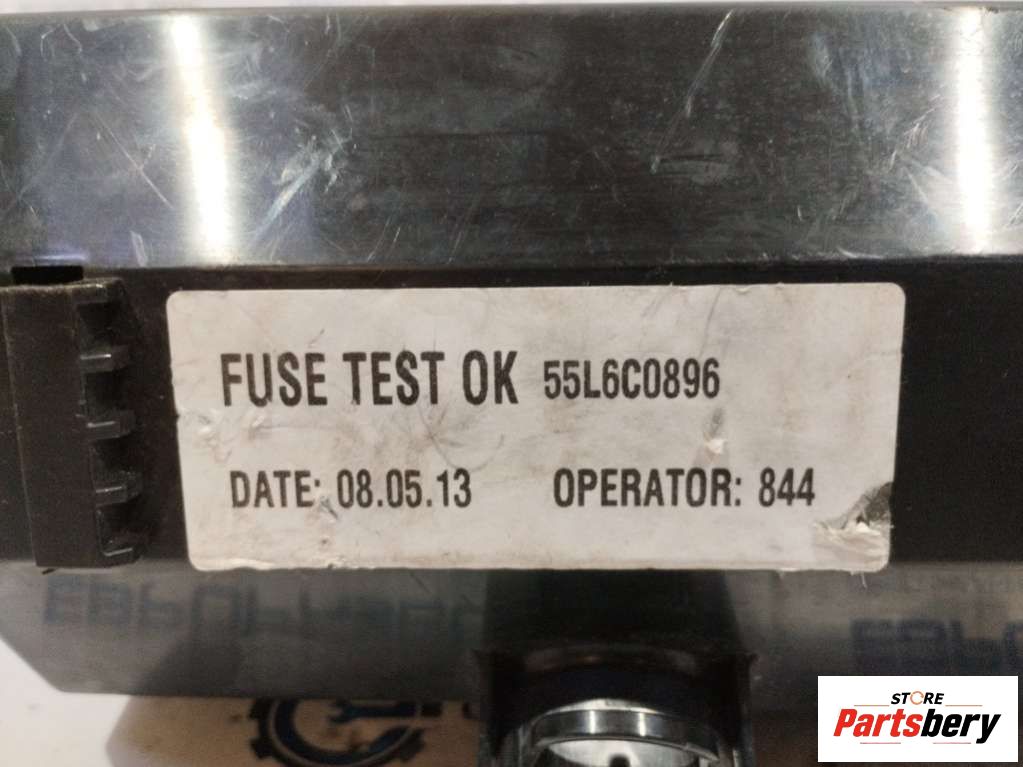 FUSE TEST OK 55L6C0896
DATE: 08.05.13 OPERATOR: 844
STORE
Partsbery